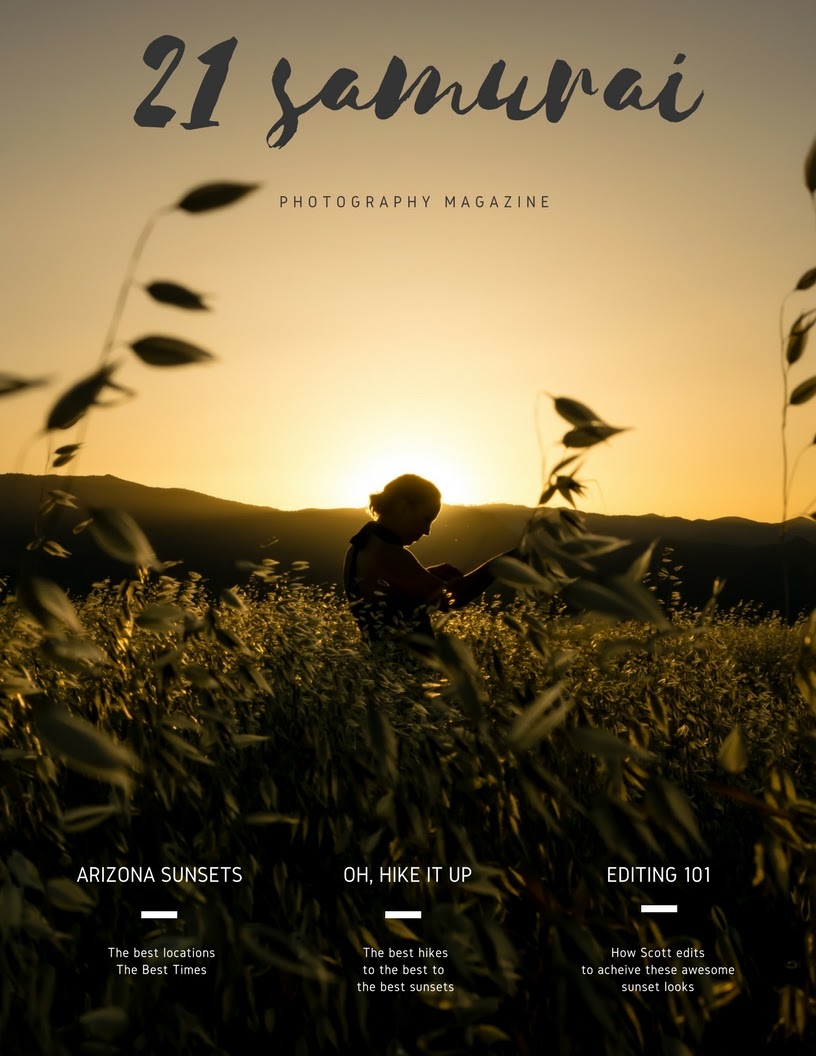 21 samurai
PHOTOGRAPHY MAGAZINE
ARIZONA SUNSETS
The best locations
The Best Times
OH, HIKE IT UP
The best hikes
to the best to
the best sunsets
EDITING 101
How Scott edits
to acheive these awesome
sunset looks